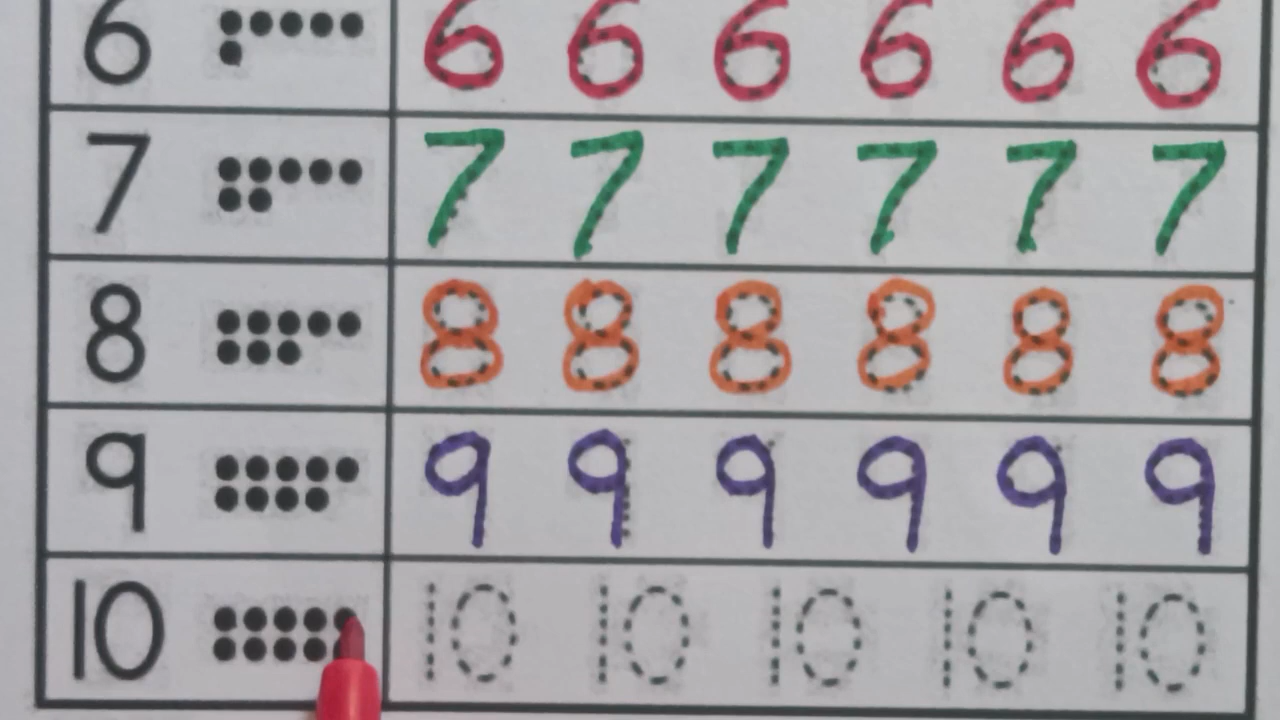 6 6 6 6 6 6 6
7 7 7 7 7 7 7
8 8 8 8 8 8 8
9 9 9 9 9 9 9
10 10 10 10 10 10